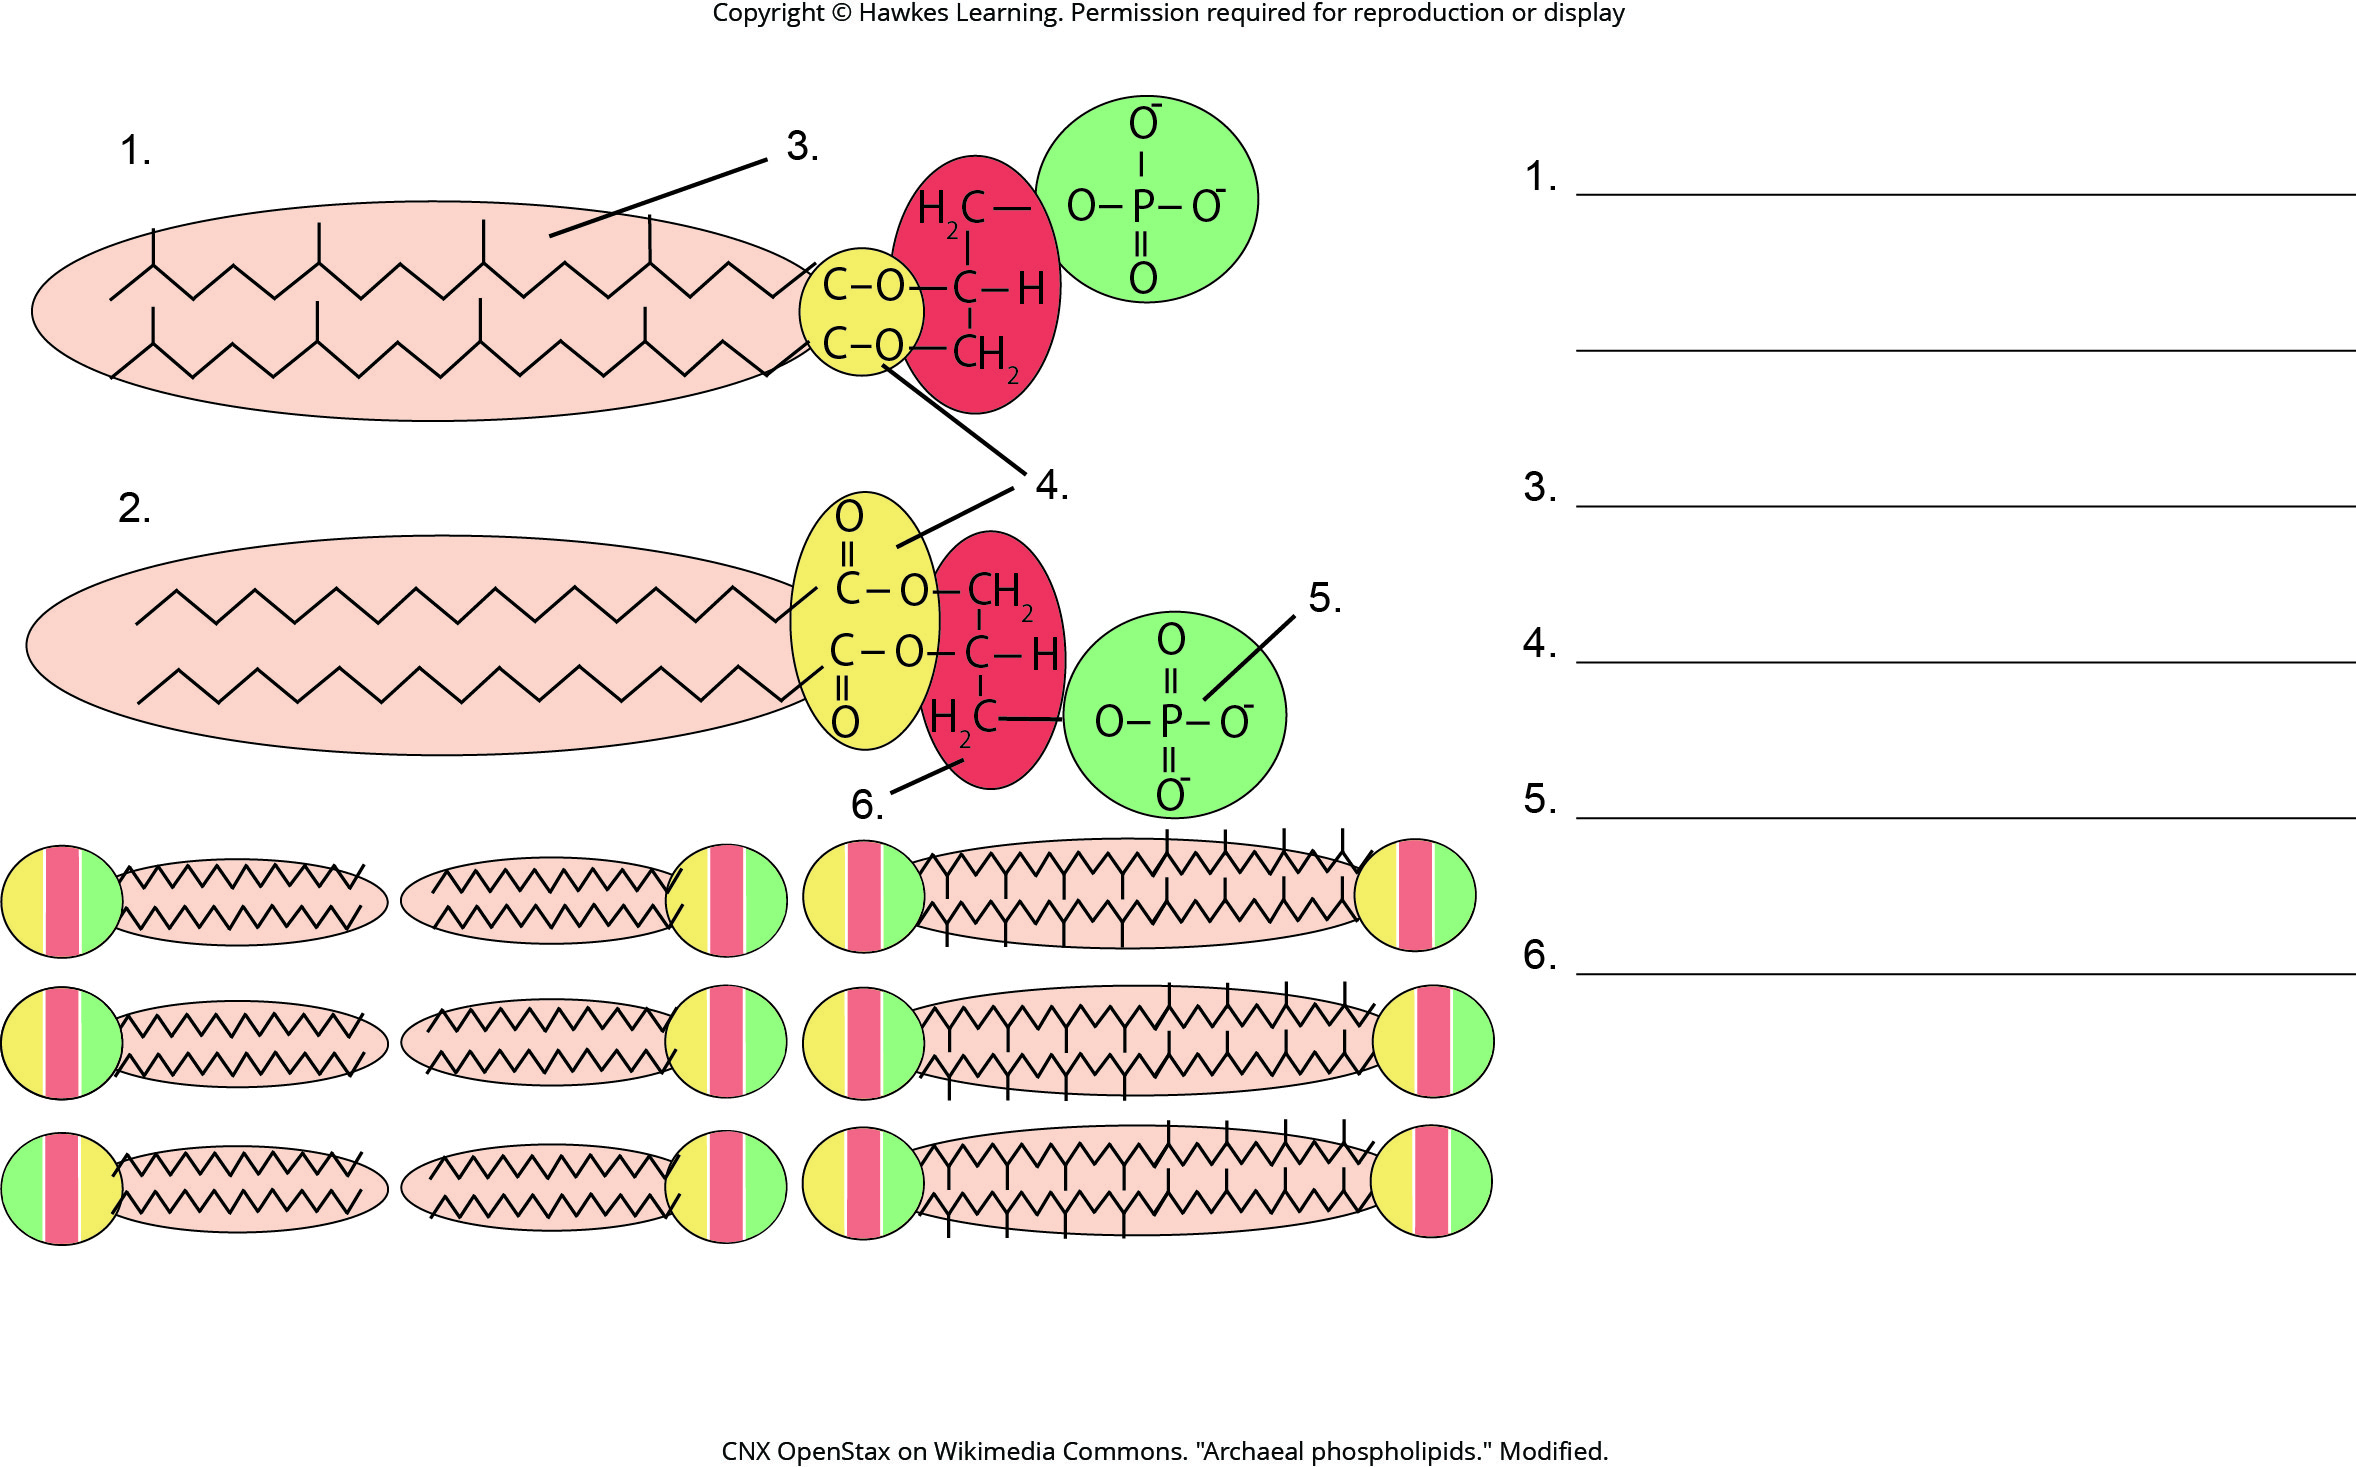 Copyright © Hawkes Learning. Permission required for reproduction or display
1.
3.
O⁻
H₂C— O–P–O⁻
O
C–O—C—H
C–O—CH₂
4.
2.
O
C–O—CH₂
C–O—C—H
O
H₂C— O–P–O⁻
O
O⁻
5.
6.
1.
3.
4.
5.
6.
CNX OpenStax on Wikimedia Commons. "Archaeal phospholipids." Modified.